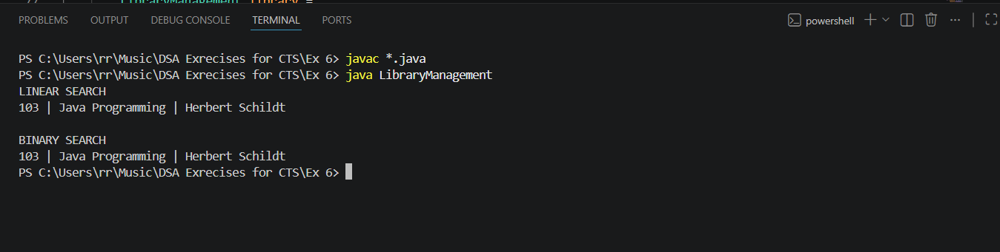 PROBLEMS OUTPUT DEBUG CONSOLE TERMINAL PORTS powershell
PS C:\Users\rr\Music\DSA Exrecises for CTS\Ex 6> javac *.java
PS C:\Users\rr\Music\DSA Exrecises for CTS\Ex 6> java LibraryManagement
LINEAR SEARCH
103 | Java Programming | Herbert Schildt
BINARY SEARCH
103 | Java Programming | Herbert Schildt
PS C:\Users\rr\Music\DSA Exrecises for CTS\Ex 6>